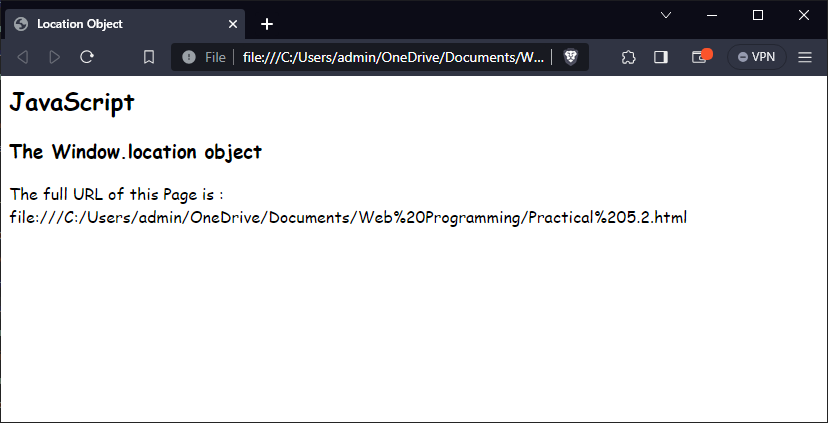 Location Object
File file:///C:/Users/admin/OneDrive/Documents/W...
VPN
JavaScript
The Window.location object
The full URL of this Page is :
file:///C:/Users/admin/OneDrive/Documents/Web%20Programming/Practical%205.2.html